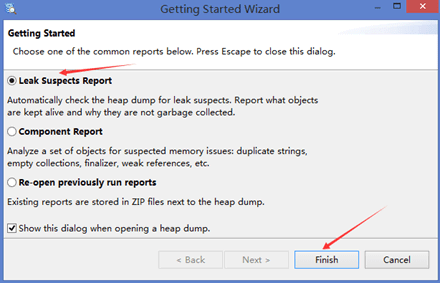 Getting Started Wizard
Getting Started
Choose one of the common reports below. Press Escape to close this dialog.
Leak Suspects Report
Automatically check the heap dump for leak suspects. Report what objects
are kept alive and why they are not garbage collected.
Component Report
Analyze a set of objects for suspected memory issues: duplicate strings,
empty collections, finalizer, weak references, etc.
Re-open previously run reports
Existing reports are stored in ZIP files next to the heap dump.
Show this dialog when opening a heap dump.
< Back Next > Finish Cancel